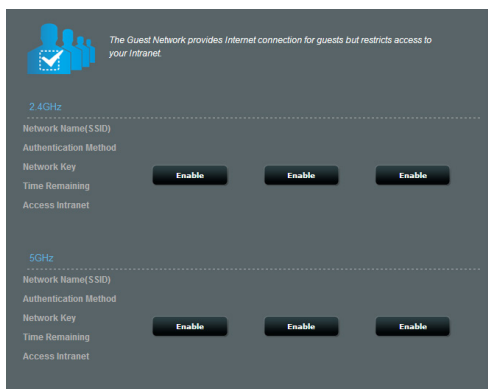 The Guest Network provides Internet connection for guests but restricts access to
your Intranet.
2.4GHz
Network Name(SSID)
Authentication Method
Network Key
Enable Enable Enable
Time Remaining
Access Intranet
5GHz
Network Name(SSID)
Authentication Method
Network Key
Enable Enable Enable
Time Remaining
Access Intranet